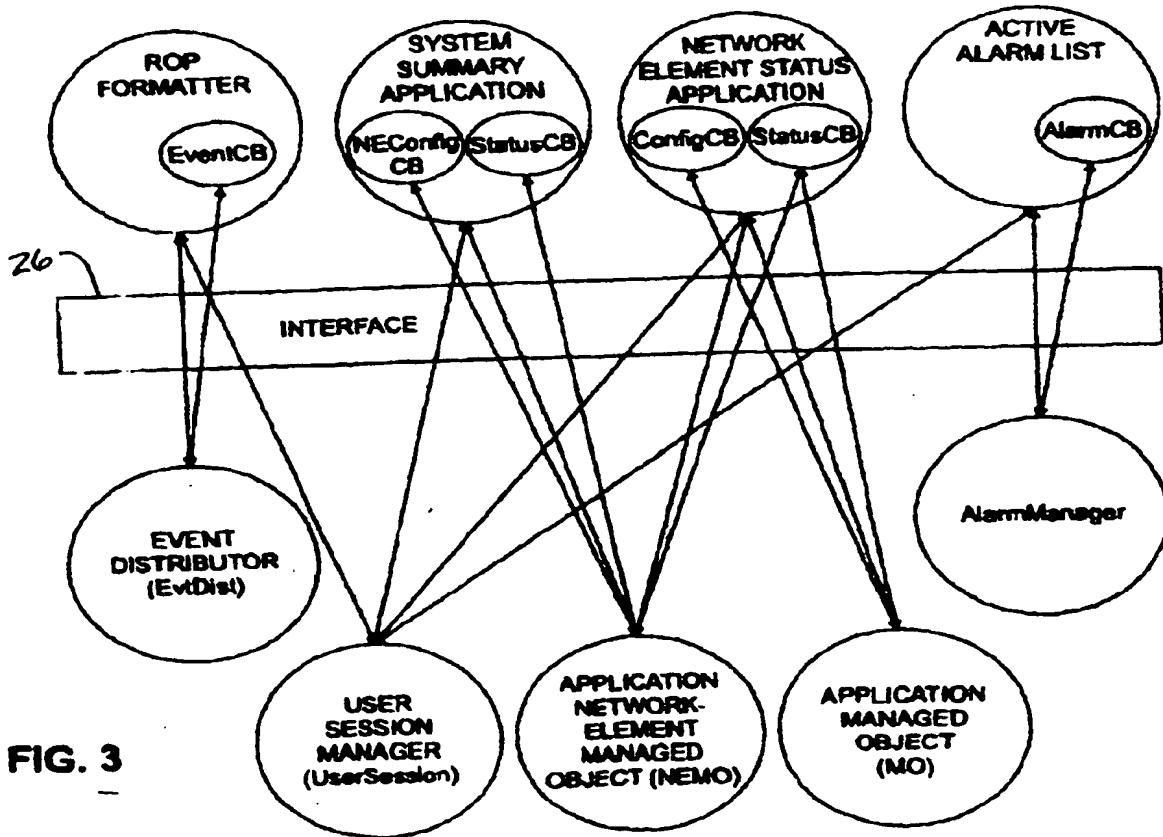 ROP
FORMATTER
EventCB
SYSTEM
SUMMARY
APPLICATION
NEConfig
CB
StatusCB
NETWORK
ELEMENT STATUS
APPLICATION
ConfigCB
StatusCB
ACTIVE
ALARM LIST
AlarmCB
26
INTERFACE
EVENT
DISTRIBUTOR
(EvtDist)
AlarmManager
USER
SESSION
MANAGER
(UserSession)
APPLICATION
NETWORK-
ELEMENT
MANAGED
OBJECT (NEMO)
APPLICATION
MANAGED
OBJECT
(MO)
FIG. 3